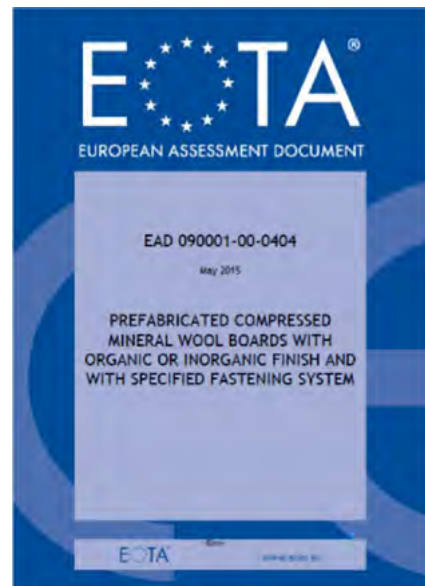 EOTA®
EUROPEAN ASSESSMENT DOCUMENT
EAD 090001-00-0404
May 2015
PREFABRICATED COMPRESSED
MINERAL WOOL BOARDS WITH
ORGANIC OR INORGANIC FINISH AND
WITH SPECIFIED FASTENING SYSTEM
EOTA